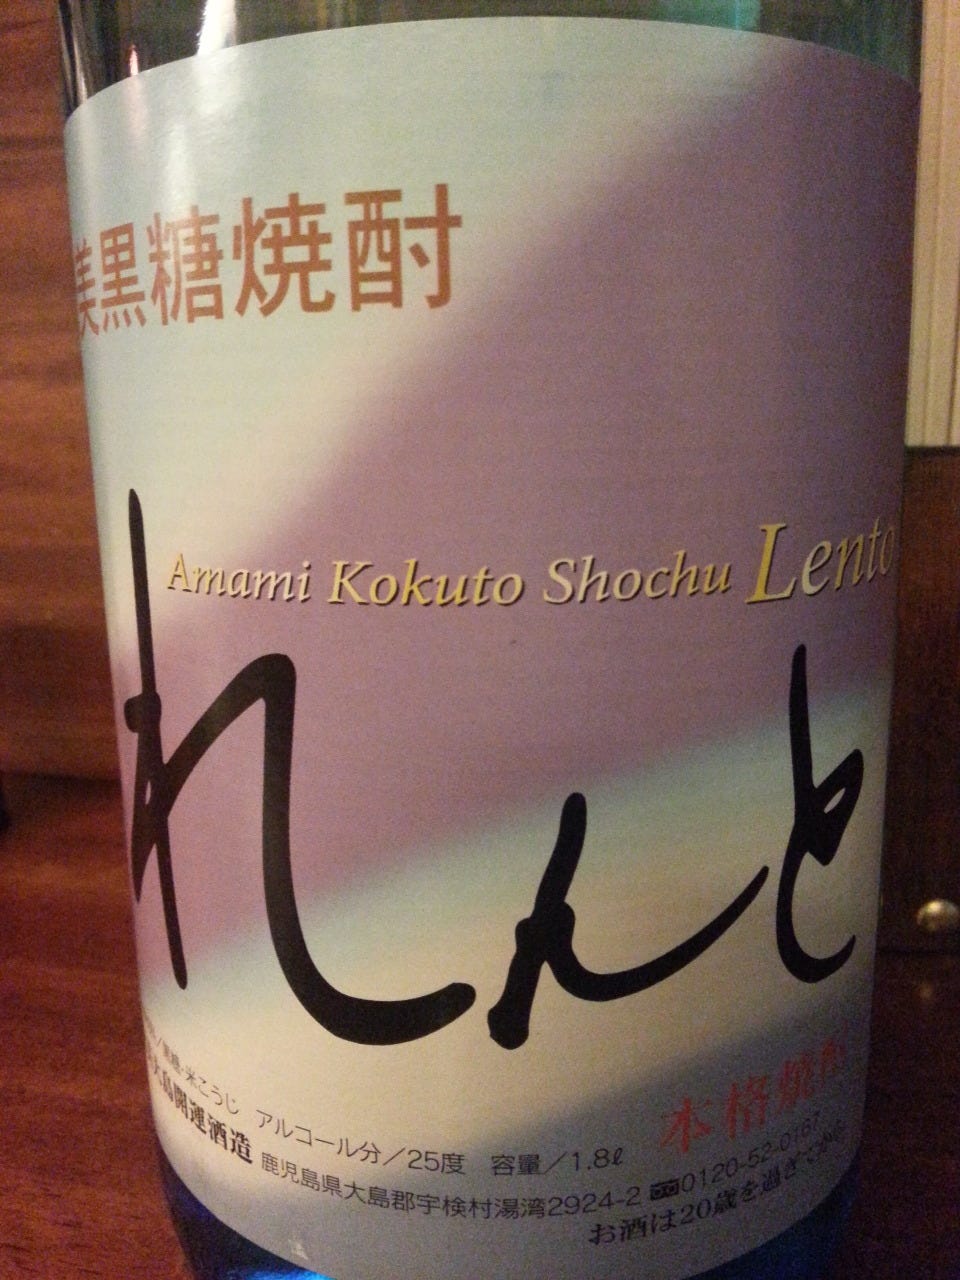 美黒糖焼酎
Amami Kokuto Shochu Lento
れんと
黒糖・米こうじ アルコール分/25度 容量/1.8ℓ
本格焼酎
大島開運酒造 鹿児島県大島郡宇検村湯湾2924-2 0120-52-0167
お酒は20歳を過ぎてから